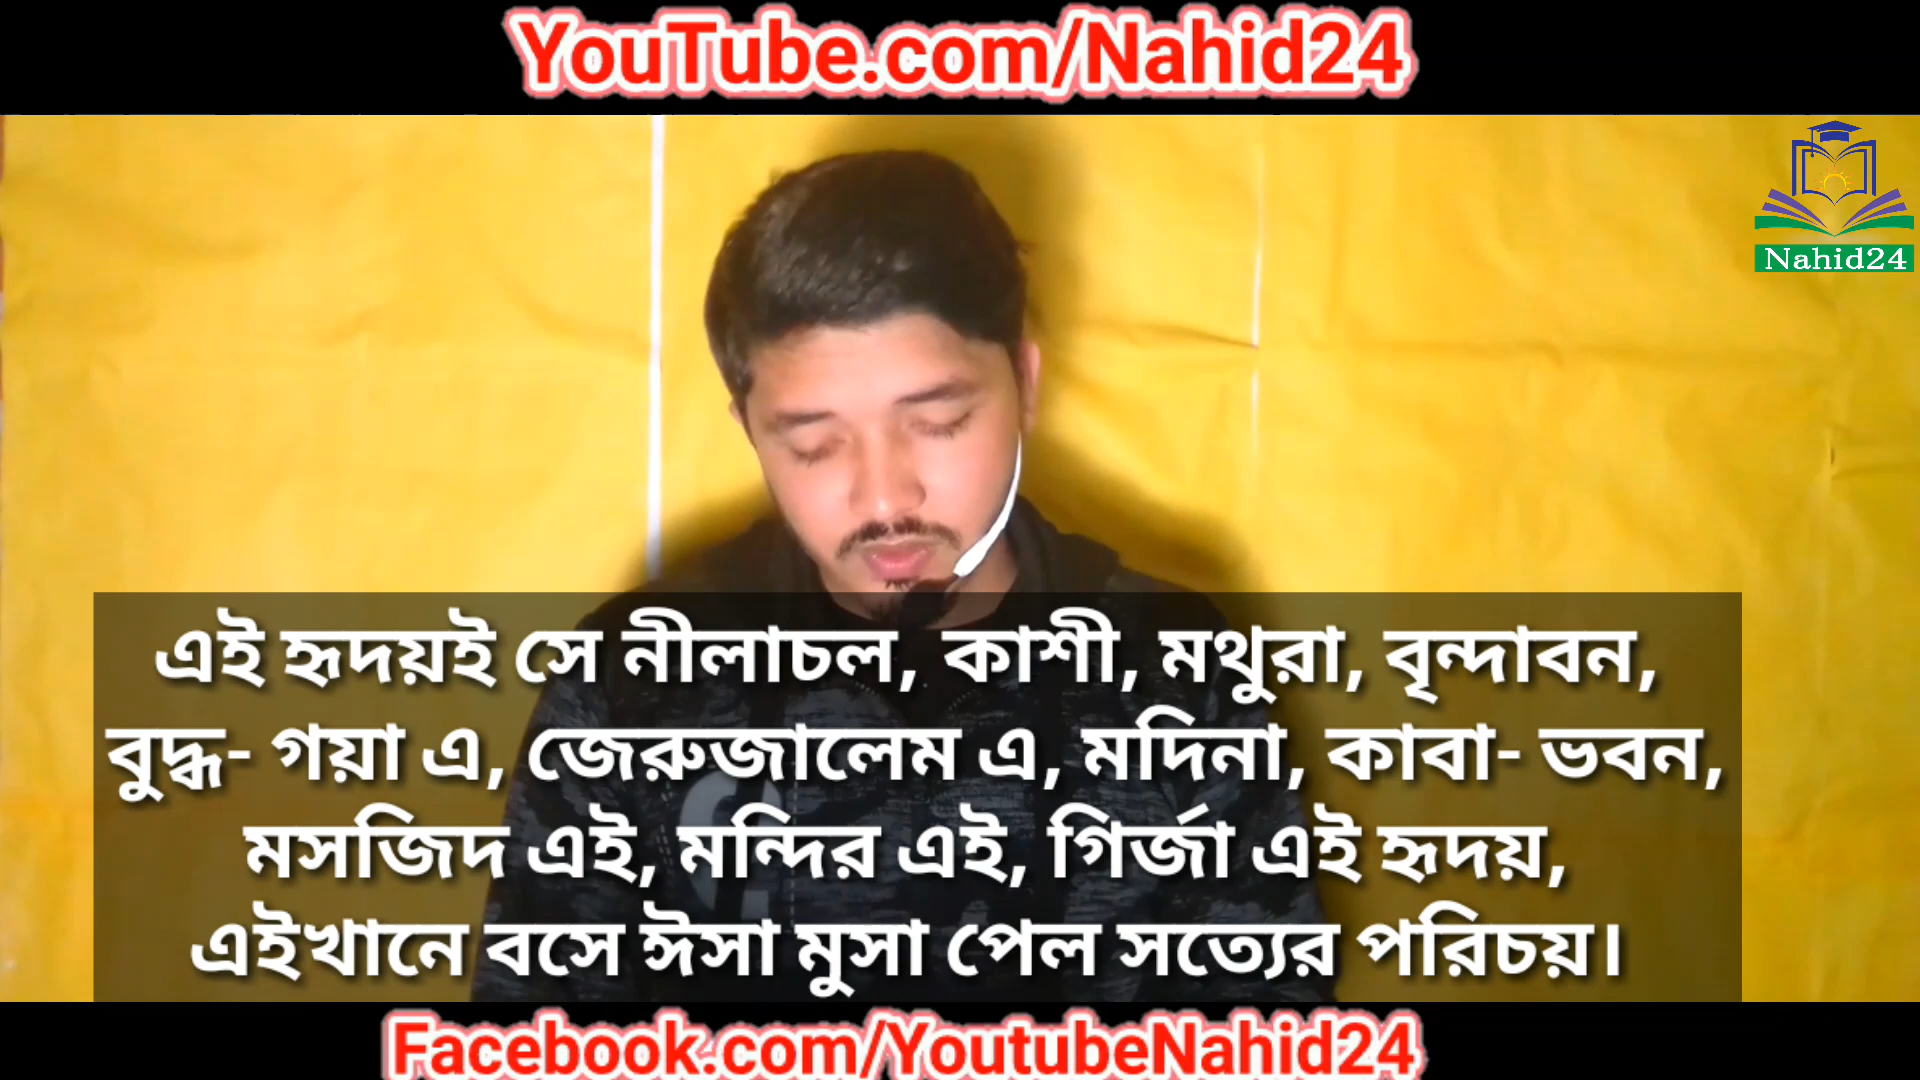 YouTube.com/Nahid24
Nahid24
এই হৃদয়ই সে নীলাচল, কাশী, মথুরা, বৃন্দাবন,
বুদ্ধ- গয়া এ, জেরুজালেম এ, মদিনা, কাবা- ভবন,
মসজিদ এই, মন্দির এই, গির্জা এই হৃদয়,
এইখানে বসে ঈসা মুসা পেল সত্যের পরিচয়।
Facebook.com/YoutubeNahid24